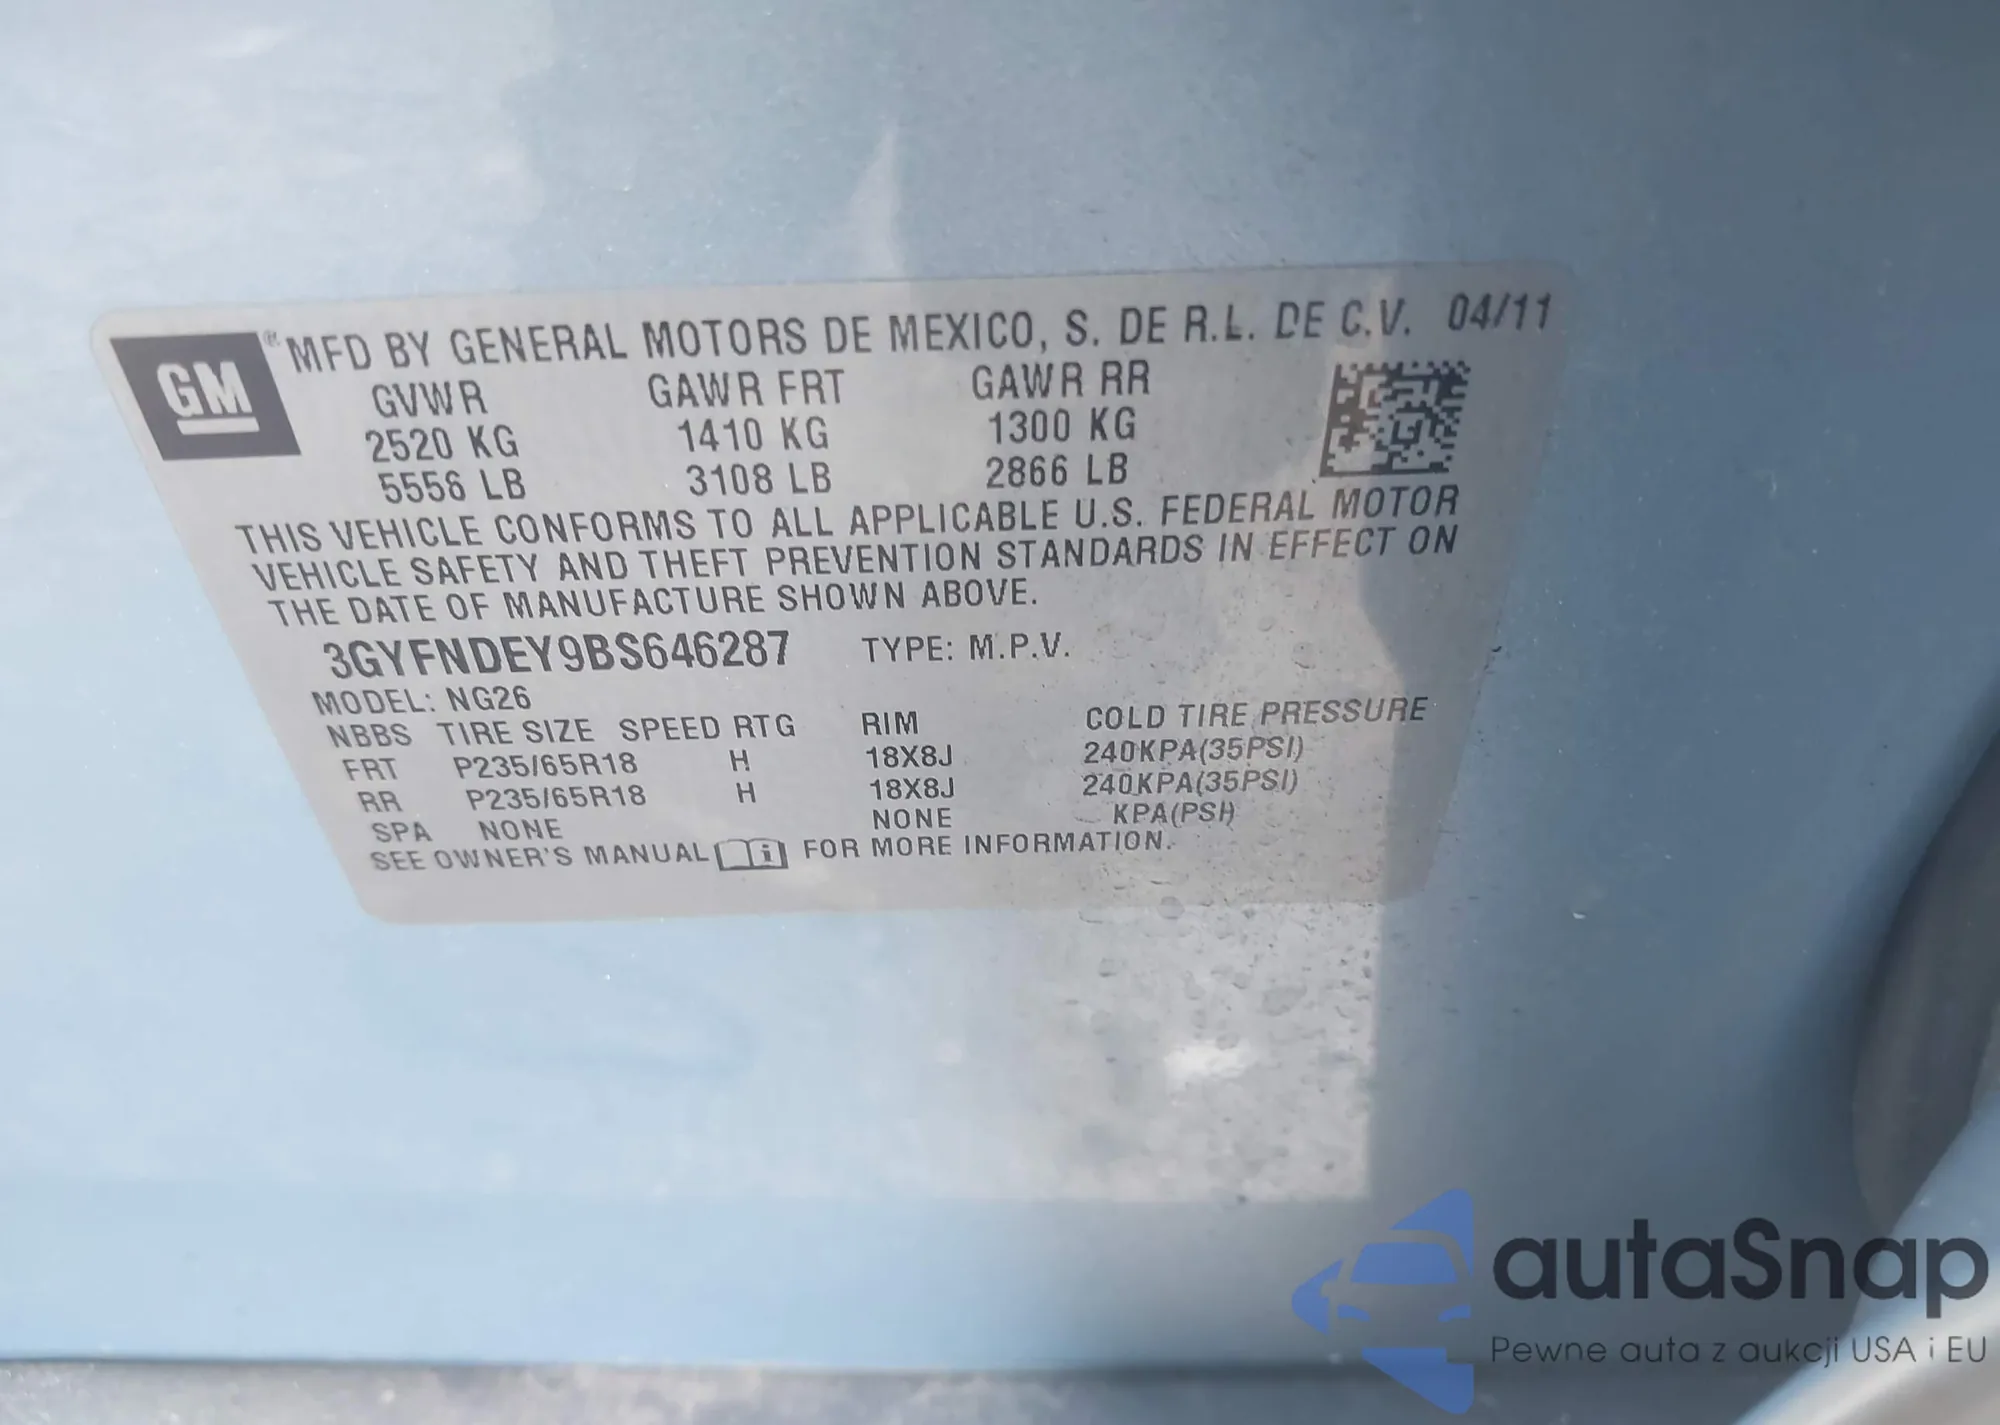 GM ® MFD BY GENERAL MOTORS DE MEXICO, S. DE R.L. DE C.V. 04/11
GVWR GAWR FRT GAWR RR
2520 KG 1410 KG 1300 KG
5556 LB 3108 LB 2866 LB
THIS VEHICLE CONFORMS TO ALL APPLICABLE U.S. FEDERAL MOTOR
VEHICLE SAFETY AND THEFT PREVENTION STANDARDS IN EFFECT ON
THE DATE OF MANUFACTURE SHOWN ABOVE.
3GYFNDEY9BS646287 TYPE: M.P.V.
MODEL: NG26
NBBS TIRE SIZE SPEED RTG RIM COLD TIRE PRESSURE
FRT P235/65R18 H 18X8J 240KPA(35PSI)
RR P235/65R18 H 18X8J 240KPA(35PSI)
SPA NONE NONE KPA(PSI)
SEE OWNER'S MANUAL i FOR MORE INFORMATION.
autaSnap
Pewne auta z aukcji USA i EU